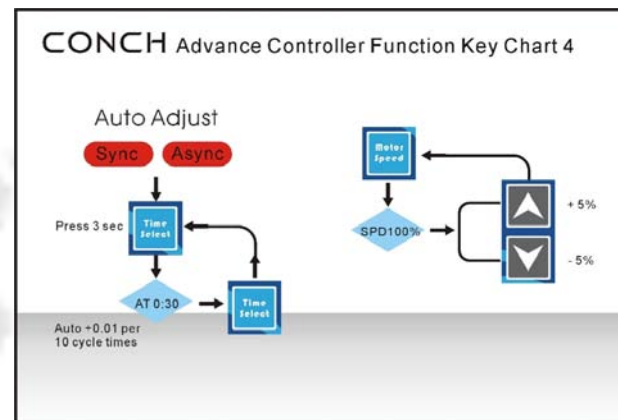 CONCH Advance Controller Function Key Chart 4
Auto Adjust
Sync Async
Press 3 sec
Time
Select
AT 0:30
Time
Select
Auto +0.01 per
10 cycle times
Motor
Speed
SPD100%
+ 5%
- 5%